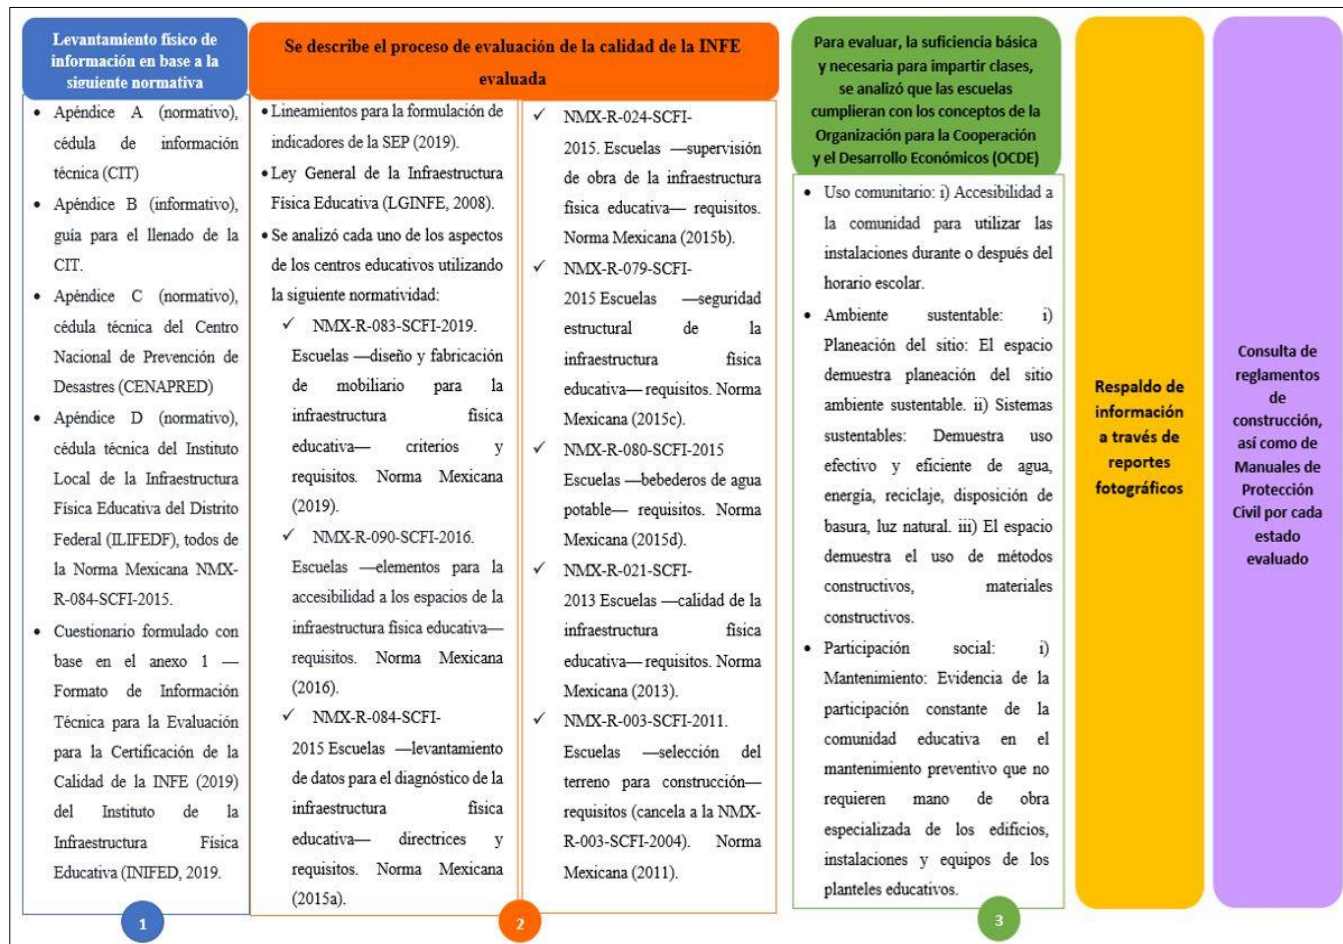 Levantamiento físico de
información en base a la
siguiente normativa
• Apéndice A (normativo),
cédula de información
técnica (CIT)
• Apéndice B (informativo),
guía para el llenado de la
CIT.
• Apéndice C (normativo),
cédula técnica del Centro
Nacional de Prevención de
Desastres (CENAPRED)
• Apéndice D (normativo),
cédula técnica del Instituto
Local de la Infraestructura
Física Educativa del Distrito
Federal (ILIFEDF), todos de
la Norma Mexicana NMX-
R-084-SCFI-2015.
• Cuestionario formulado con
base en el anexo 1 —
Formato de Información
Técnica para la Evaluación
para la Certificación de la
Calidad de la INFE (2019)
del Instituto de la
Infraestructura Física
Educativa (INIFED, 2019.
1
Se describe el proceso de evaluación de la calidad de la INFE
evaluada
• Lineamientos para la formulación de
indicadores de la SEP (2019).
• Ley General de la Infraestructura
Física Educativa (LGINFE, 2008).
• Se analizó cada uno de los aspectos
de los centros educativos utilizando
la siguiente normatividad:
✓ NMX-R-083-SCFI-2019.
Escuelas —diseño y fabricación
de mobiliario para la
infraestructura física
educativa— criterios y
requisitos. Norma Mexicana
(2019).
✓ NMX-R-090-SCFI-2016.
Escuelas —elementos para la
accesibilidad a los espacios de la
infraestructura física educativa—
requisitos. Norma Mexicana
(2016).
✓ NMX-R-084-SCFI-
2015 Escuelas —levantamiento
de datos para el diagnóstico de la
infraestructura física
educativa— directrices y
requisitos. Norma Mexicana
(2015a).
✓ NMX-R-024-SCFI-
2015. Escuelas —supervisión
de obra de la infraestructura
física educativa— requisitos.
Norma Mexicana (2015b).
✓ NMX-R-079-SCFI-
2015 Escuelas —seguridad
estructural de la
infraestructura física
educativa— requisitos. Norma
Mexicana (2015c).
✓ NMX-R-080-SCFI-2015
Escuelas —bebederos de agua
potable— requisitos. Norma
Mexicana (2015d).
✓ NMX-R-021-SCFI-
2013 Escuelas —calidad de la
infraestructura física
educativa— requisitos. Norma
Mexicana (2013).
✓ NMX-R-003-SCFI-2011.
Escuelas —selección del
terreno para construcción—
requisitos (cancela a la NMX-
R-003-SCFI-2004). Norma
Mexicana (2011).
2
Para evaluar, la suficiencia básica
y necesaria para impartir clases,
se analizó que las escuelas
cumplieran con los conceptos de la
Organización para la Cooperación
y el Desarrollo Económicos (OCDE)
• Uso comunitario: i) Accesibilidad a
la comunidad para utilizar las
instalaciones durante o después del
horario escolar.
• Ambiente sustentable: i)
Planeación del sitio: El espacio
demuestra planeación del sitio
ambiente sustentable. ii) Sistemas
sustentables: Demuestra uso
efectivo y eficiente de agua,
energía, reciclaje, disposición de
basura, luz natural. iii) El espacio
demuestra el uso de métodos
constructivos, materiales
constructivos.
• Participación social: i)
Mantenimiento: Evidencia de la
participación constante de la
comunidad educativa en el
mantenimiento preventivo que no
requieren mano de obra
especializada de los edificios,
instalaciones y equipos de los
planteles educativos.
3
Respaldo de
información
a través de
reportes
fotográficos
Consulta de
reglamentos
de
construcción,
así como de
Manuales de
Protección
Civil por cada
estado
evaluado